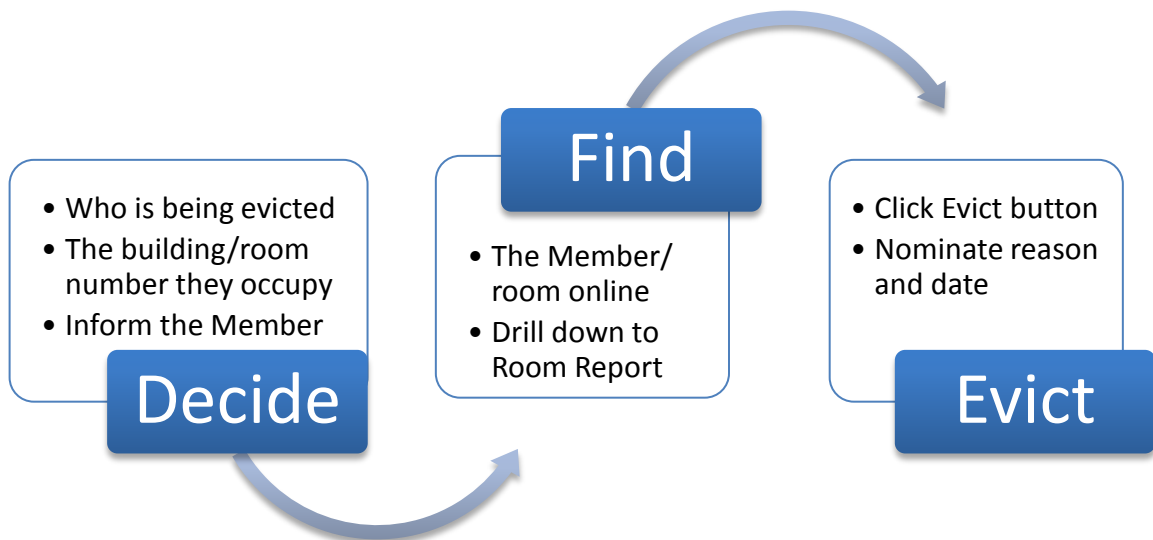 • Who is being evicted
• The building/room
number they occupy
• Inform the Member
Decide
Find
• The Member/
room online
• Drill down to
Room Report
• Click Evict button
• Nominate reason
and date
Evict